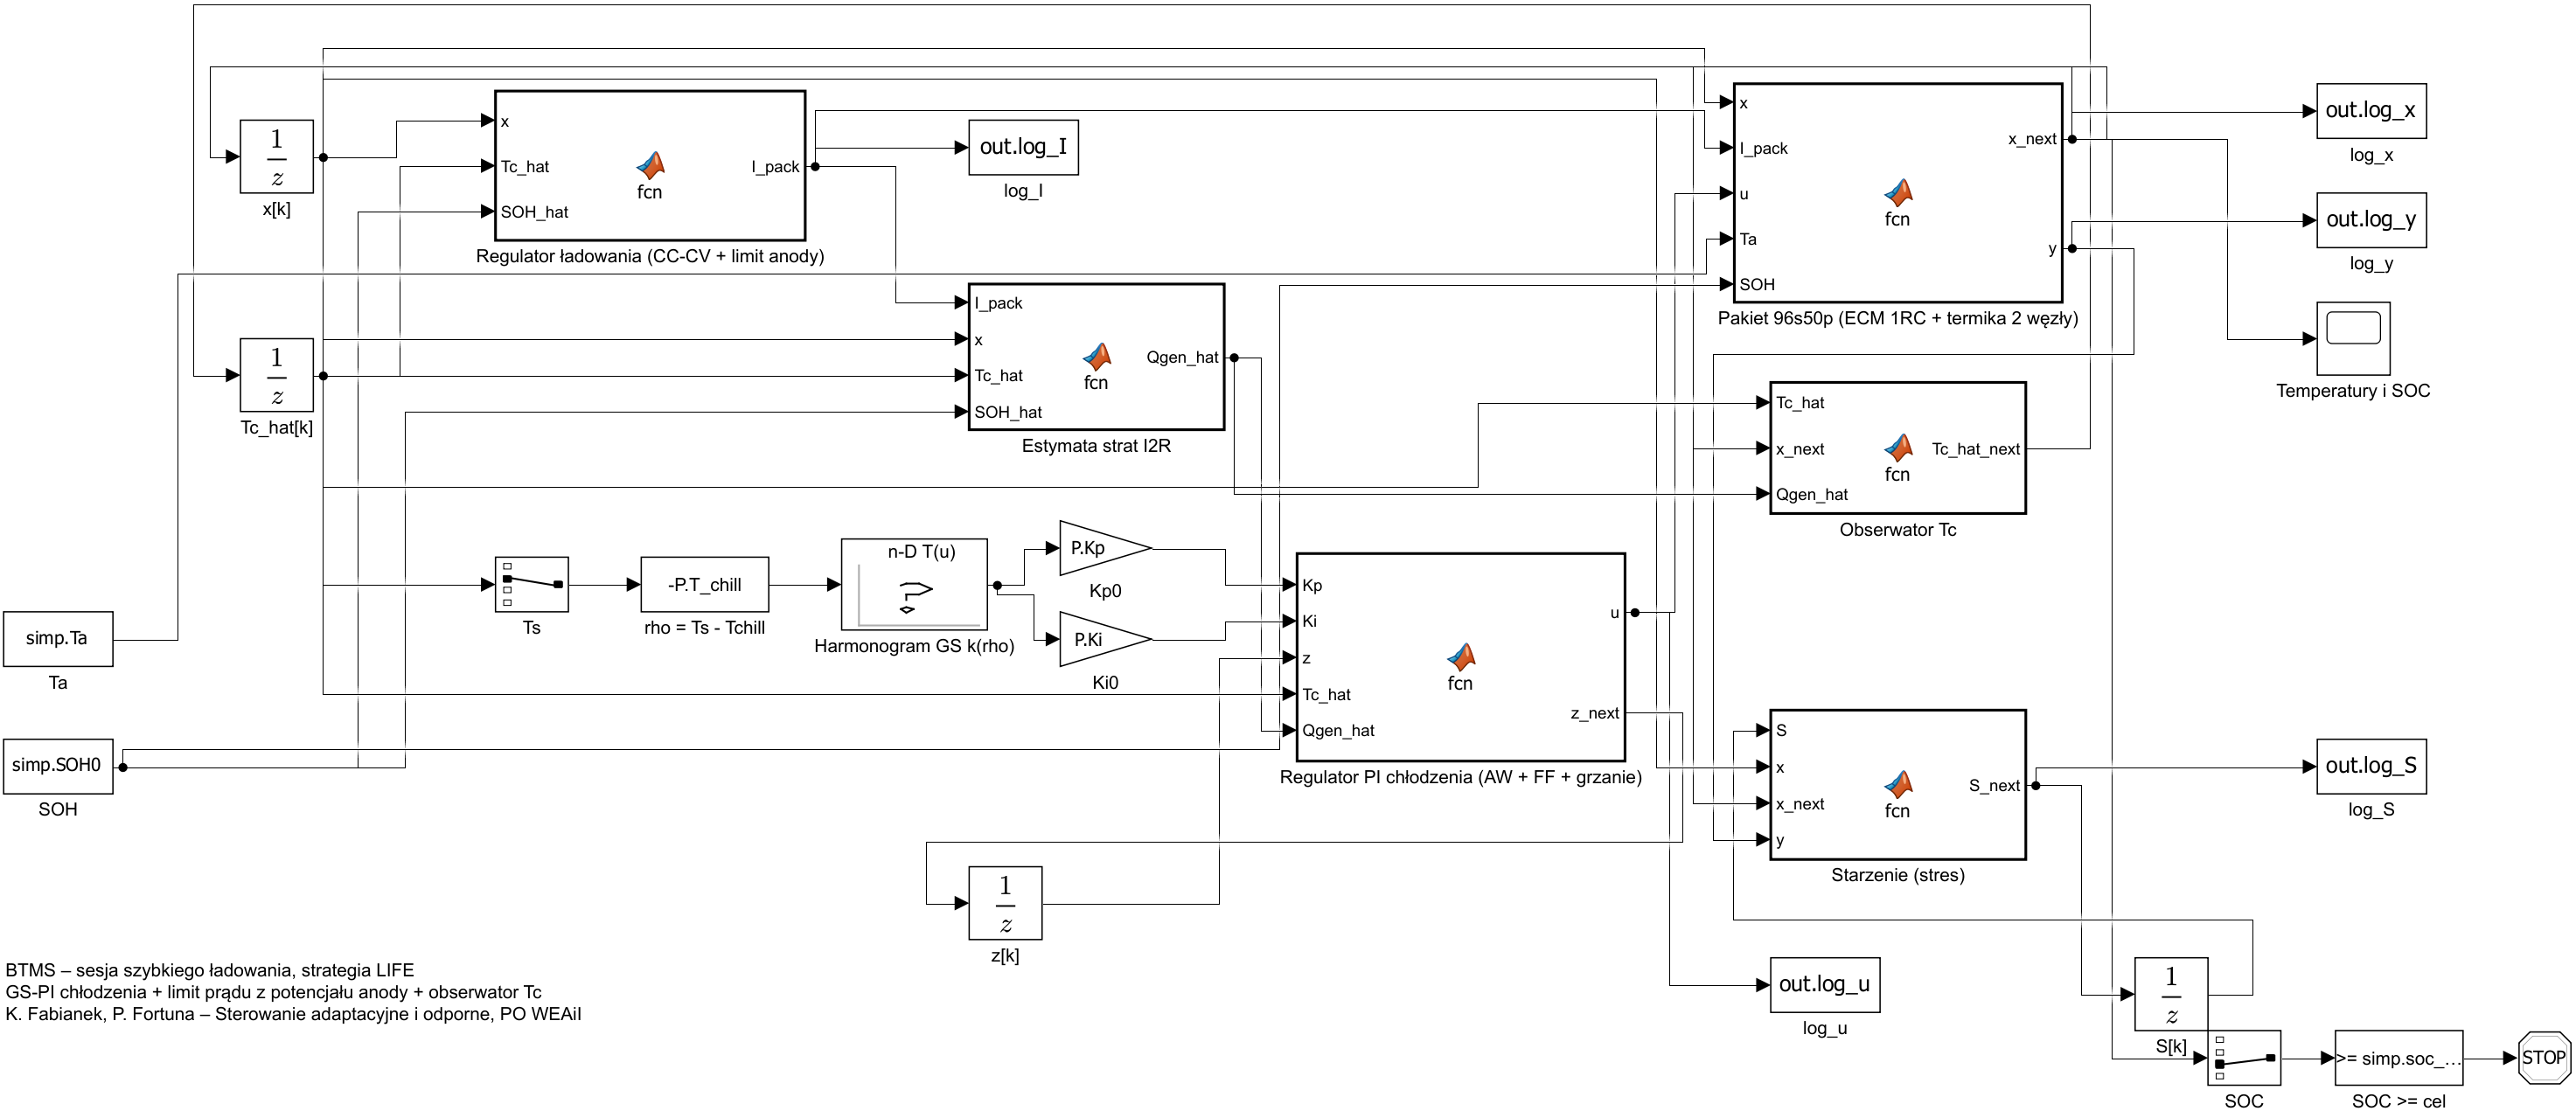 1
z
x[k]
x
Tc_hat
SOH_hat
fcn
I_pack
Regulator ładowania (CC-CV + limit anody)
out.log_I
log_I
x
I_pack
u
Ta
SOH
fcn
x_next
y
Pakiet 96s50p (ECM 1RC + termika 2 węzły)
out.log_x
log_x
out.log_y
log_y
Temperatury i SOC
1
z
Tc_hat[k]
I_pack
x
Tc_hat
SOH_hat
fcn
Qgen_hat
Estymata strat I2R
Tc_hat
x_next
Qgen_hat
fcn
Tc_hat_next
Obserwator Tc
Ts
-P.T_chill
rho = Ts - Tchill
n-D T(u)
Harmonogram GS k(rho)
P.Kp
Kp0
P.Ki
Ki0
Kp
Ki
z
Tc_hat
Qgen_hat
fcn
u
z_next
Regulator PI chłodzenia (AW + FF + grzanie)
simp.Ta
Ta
simp.SOH0
SOH
S
x
x_next
y
fcn
S_next
Starzenie (stres)
out.log_S
log_S
1
z
z[k]
out.log_u
log_u
1
z
S[k]
SOC
>= simp.soc_...
SOC >= cel
STOP
BTMS – sesja szybkiego ładowania, strategia LIFE
GS-PI chłodzenia + limit prądu z potencjału anody + obserwator Tc
K. Fabianek, P. Fortuna – Sterowanie adaptacyjne i odporne, PO WEAiI